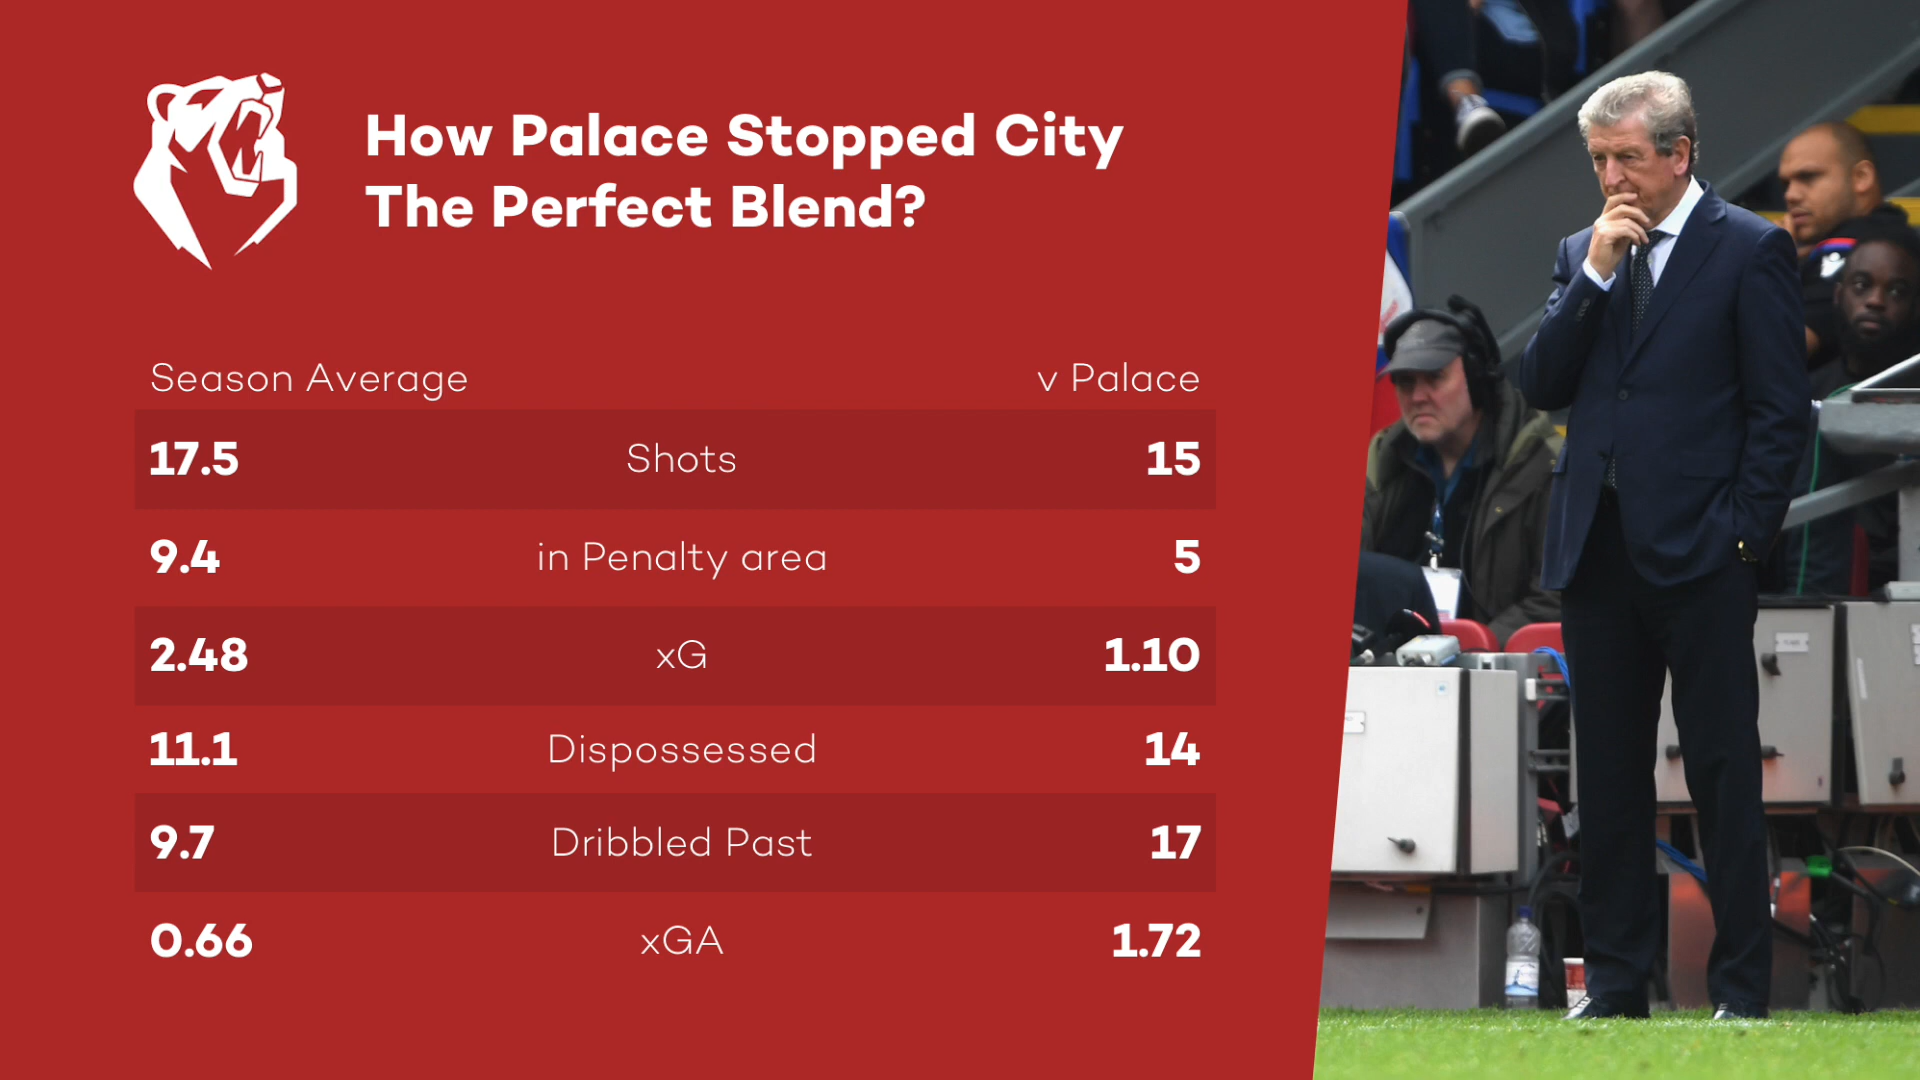 How Palace Stopped City
The Perfect Blend?
Season Average v Palace
17.5 Shots 15
9.4 in Penalty area 5
2.48 xG 1.10
11.1 Dispossessed 14
9.7 Dribbled Past 17
0.66 xGA 1.72